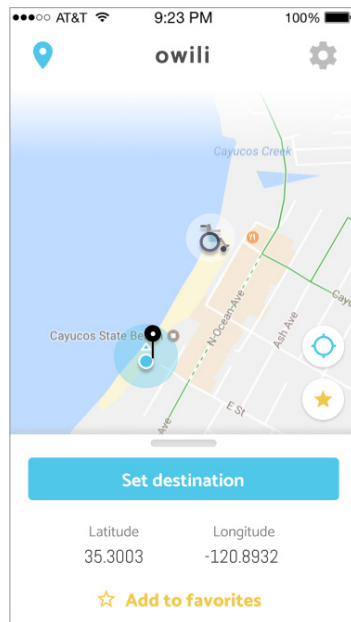 AT&T 9:23 PM 100%
owili
Cayucos Creek
N-Ocean Ave
Ash Ave
Cayu
Cayucos State Be
E St
Ave
Set destination
Latitude Longitude
35.3003 -120.8932
Add to favorites